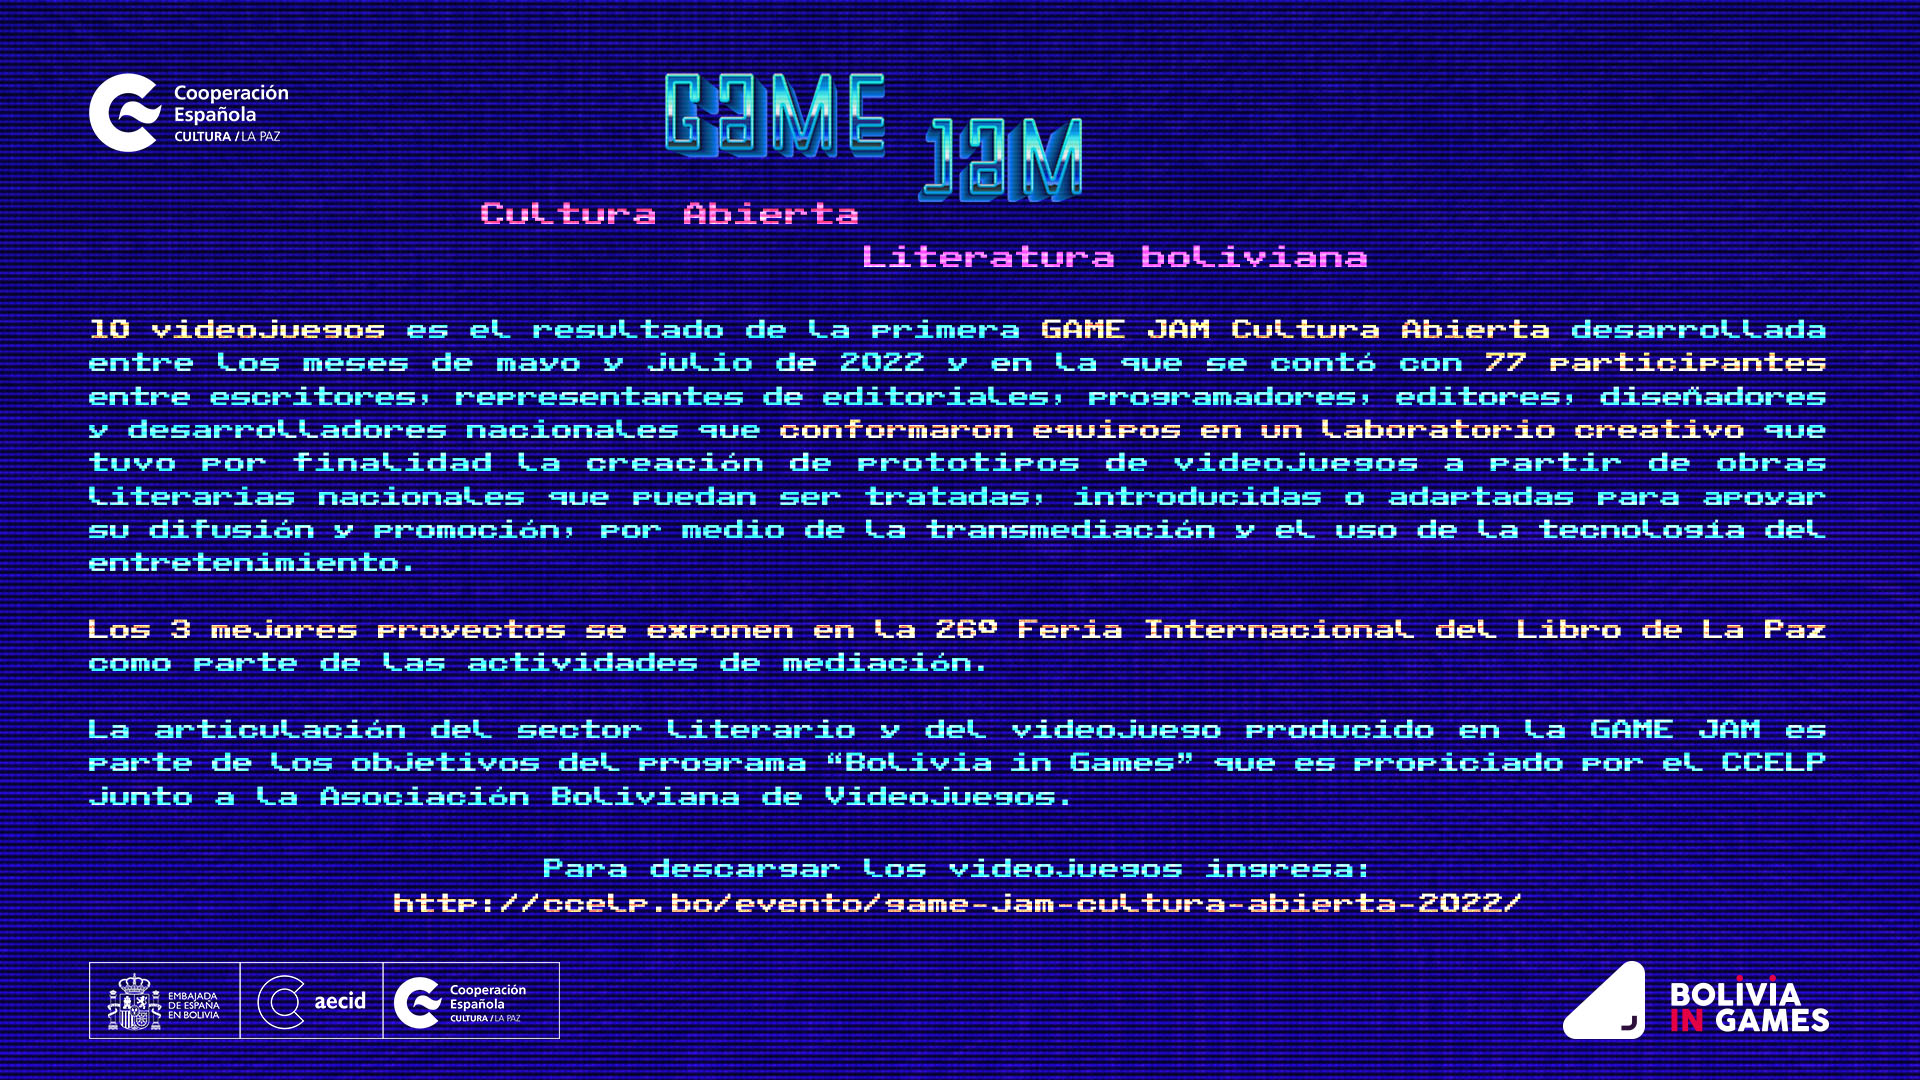 Cooperación
Española
CULTURA / LA PAZ
GAME
JAM
Cultura Abierta
Literatura boliviana
10 videojuegos es el resultado de la primera GAME JAM Cultura Abierta desarrollada
entre los meses de mayo y julio de 2022 y en la que se contó con 77 participantes
entre escritores, representantes de editoriales, programadores, editores, diseñadores
y desarrolladores nacionales que conformaron equipos en un laboratorio creativo que
tuvo por finalidad la creación de prototipos de videojuegos a partir de obras
literarias nacionales que puedan ser tratadas, introducidas o adaptadas para apoyar
su difusión y promoción, por medio de la transmediación y el uso de la tecnología del
entretenimiento.
Los 3 mejores proyectos se exponen en la 26º Feria Internacional del Libro de La Paz
como parte de las actividades de mediación.
La articulación del sector literario y del videojuego producido en la GAME JAM es
parte de los objetivos del programa “Bolivia in Games” que es propiciado por el CCELP
junto a la Asociación Boliviana de Videojuegos.
Para descargar los videojuegos ingresa:
http://ccelp.bo/evento/game-jam-cultura-abierta-2022/
EMBAJADA
DE ESPAÑA
EN BOLIVIA
aecid
Cooperación
Española
CULTURA / LA PAZ
BOLIVIA
IN GAMES